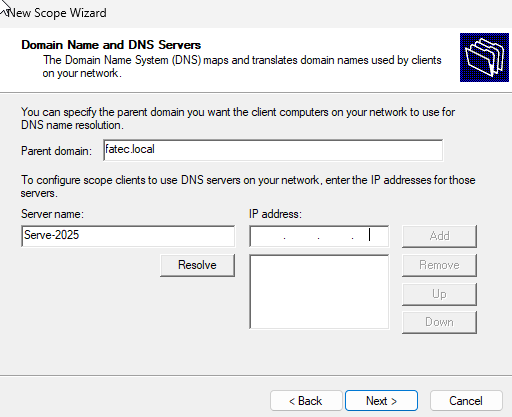 New Scope Wizard
Domain Name and DNS Servers
The Domain Name System (DNS) maps and translates domain names used by clients
on your network.
You can specify the parent domain you want the client computers on your network to use for
DNS name resolution.
Parent domain: fatec.local
To configure scope clients to use DNS servers on your network, enter the IP addresses for those
servers.
Server name: IP address:
Serve-2025 . . . Add
Resolve Remove
Up
Down
< Back Next > Cancel